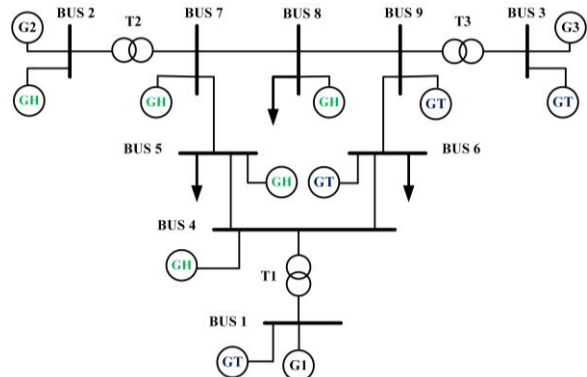 G2
BUS 2
T2
BUS 7
BUS 8
BUS 9
T3
BUS 3
G3
GH
GH
GH
GT
GT
BUS 5
BUS 6
GH
GT
BUS 4
GH
T1
BUS 1
GT
G1